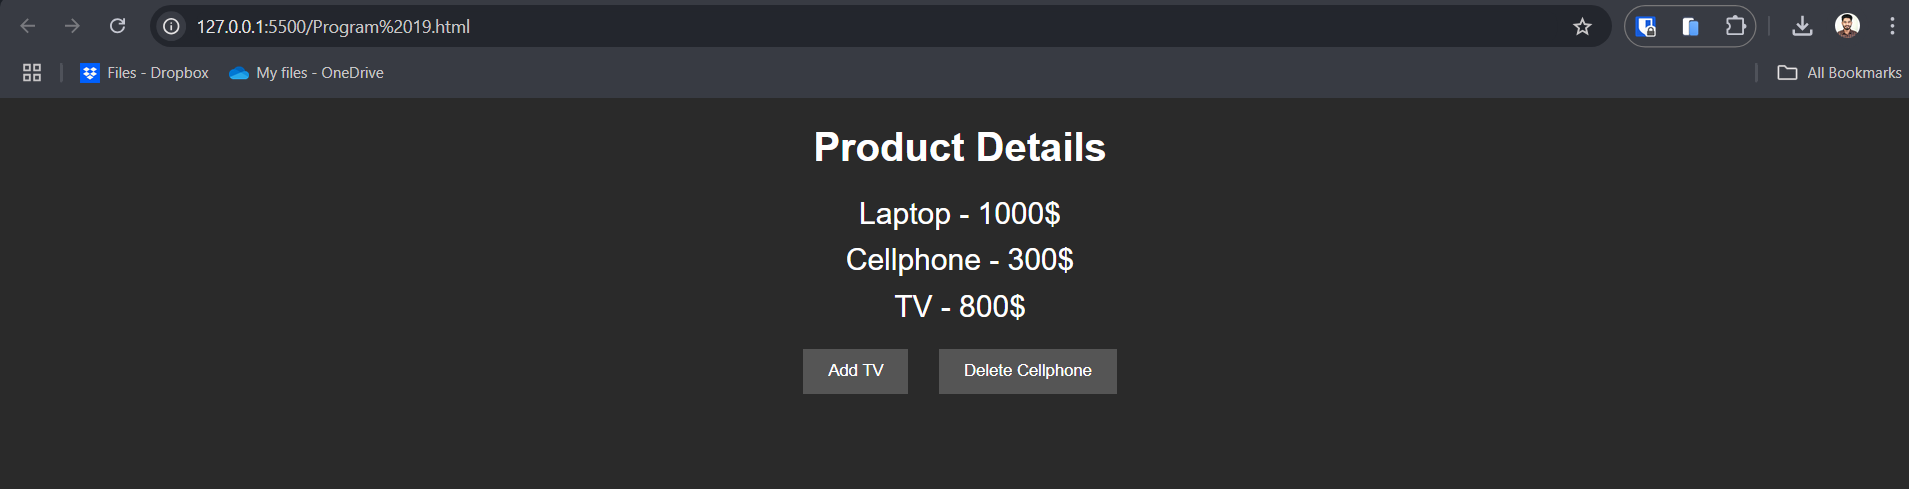 127.0.0.1:5500/Program%2019.html
Files - Dropbox My files - OneDrive All Bookmarks
Product Details
Laptop - 1000$
Cellphone - 300$
TV - 800$
Add TV Delete Cellphone